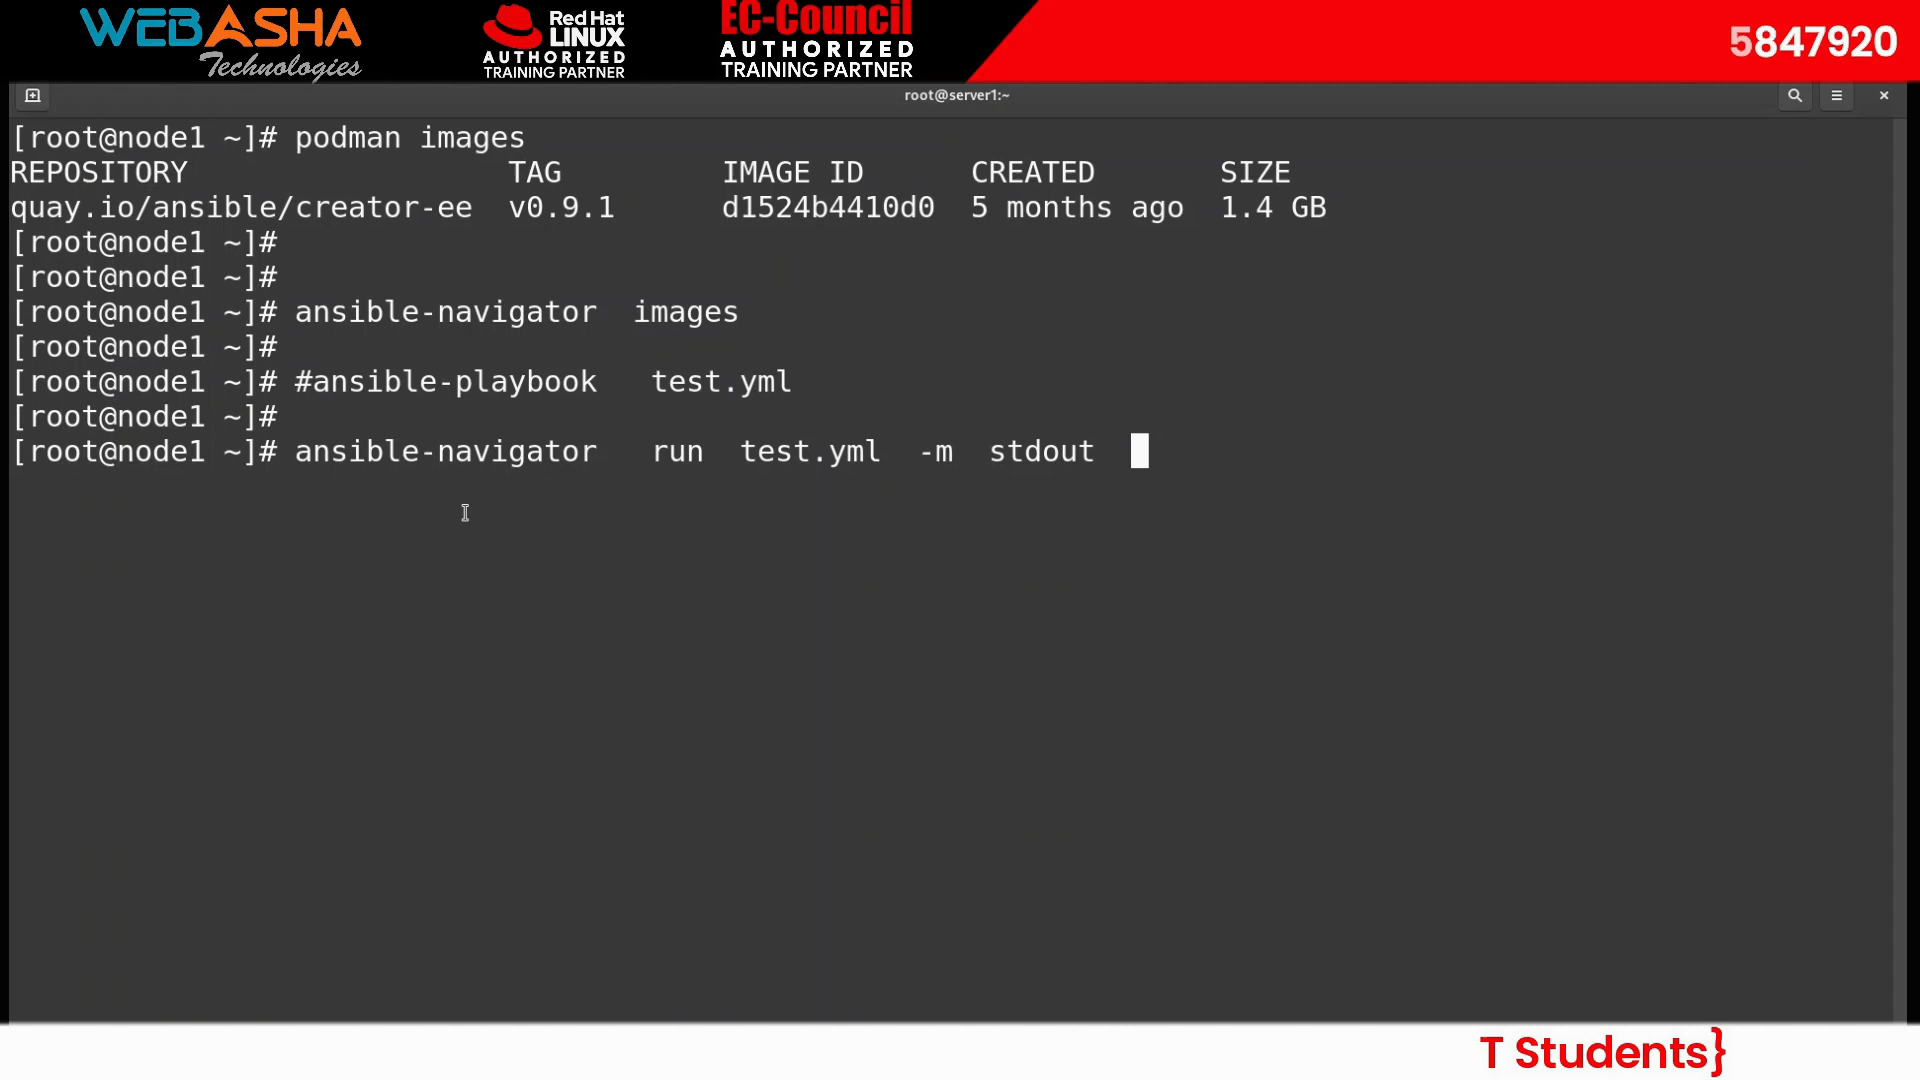 WEBASHA
Technologies
Red Hat
LINUX
AUTHORIZED
TRAINING PARTNER
EC-Council
AUTHORIZED
TRAINING PARTNER
5847920
root@server1:~
[root@node1 ~]# podman images
REPOSITORY TAG IMAGE ID CREATED SIZE
quay.io/ansible/creator-ee v0.9.1 d1524b4410d0 5 months ago 1.4 GB
[root@node1 ~]#
[root@node1 ~]#
[root@node1 ~]# ansible-navigator images
[root@node1 ~]#
[root@node1 ~]# #ansible-playbook test.yml
[root@node1 ~]#
[root@node1 ~]# ansible-navigator run test.yml -m stdout
T Students}